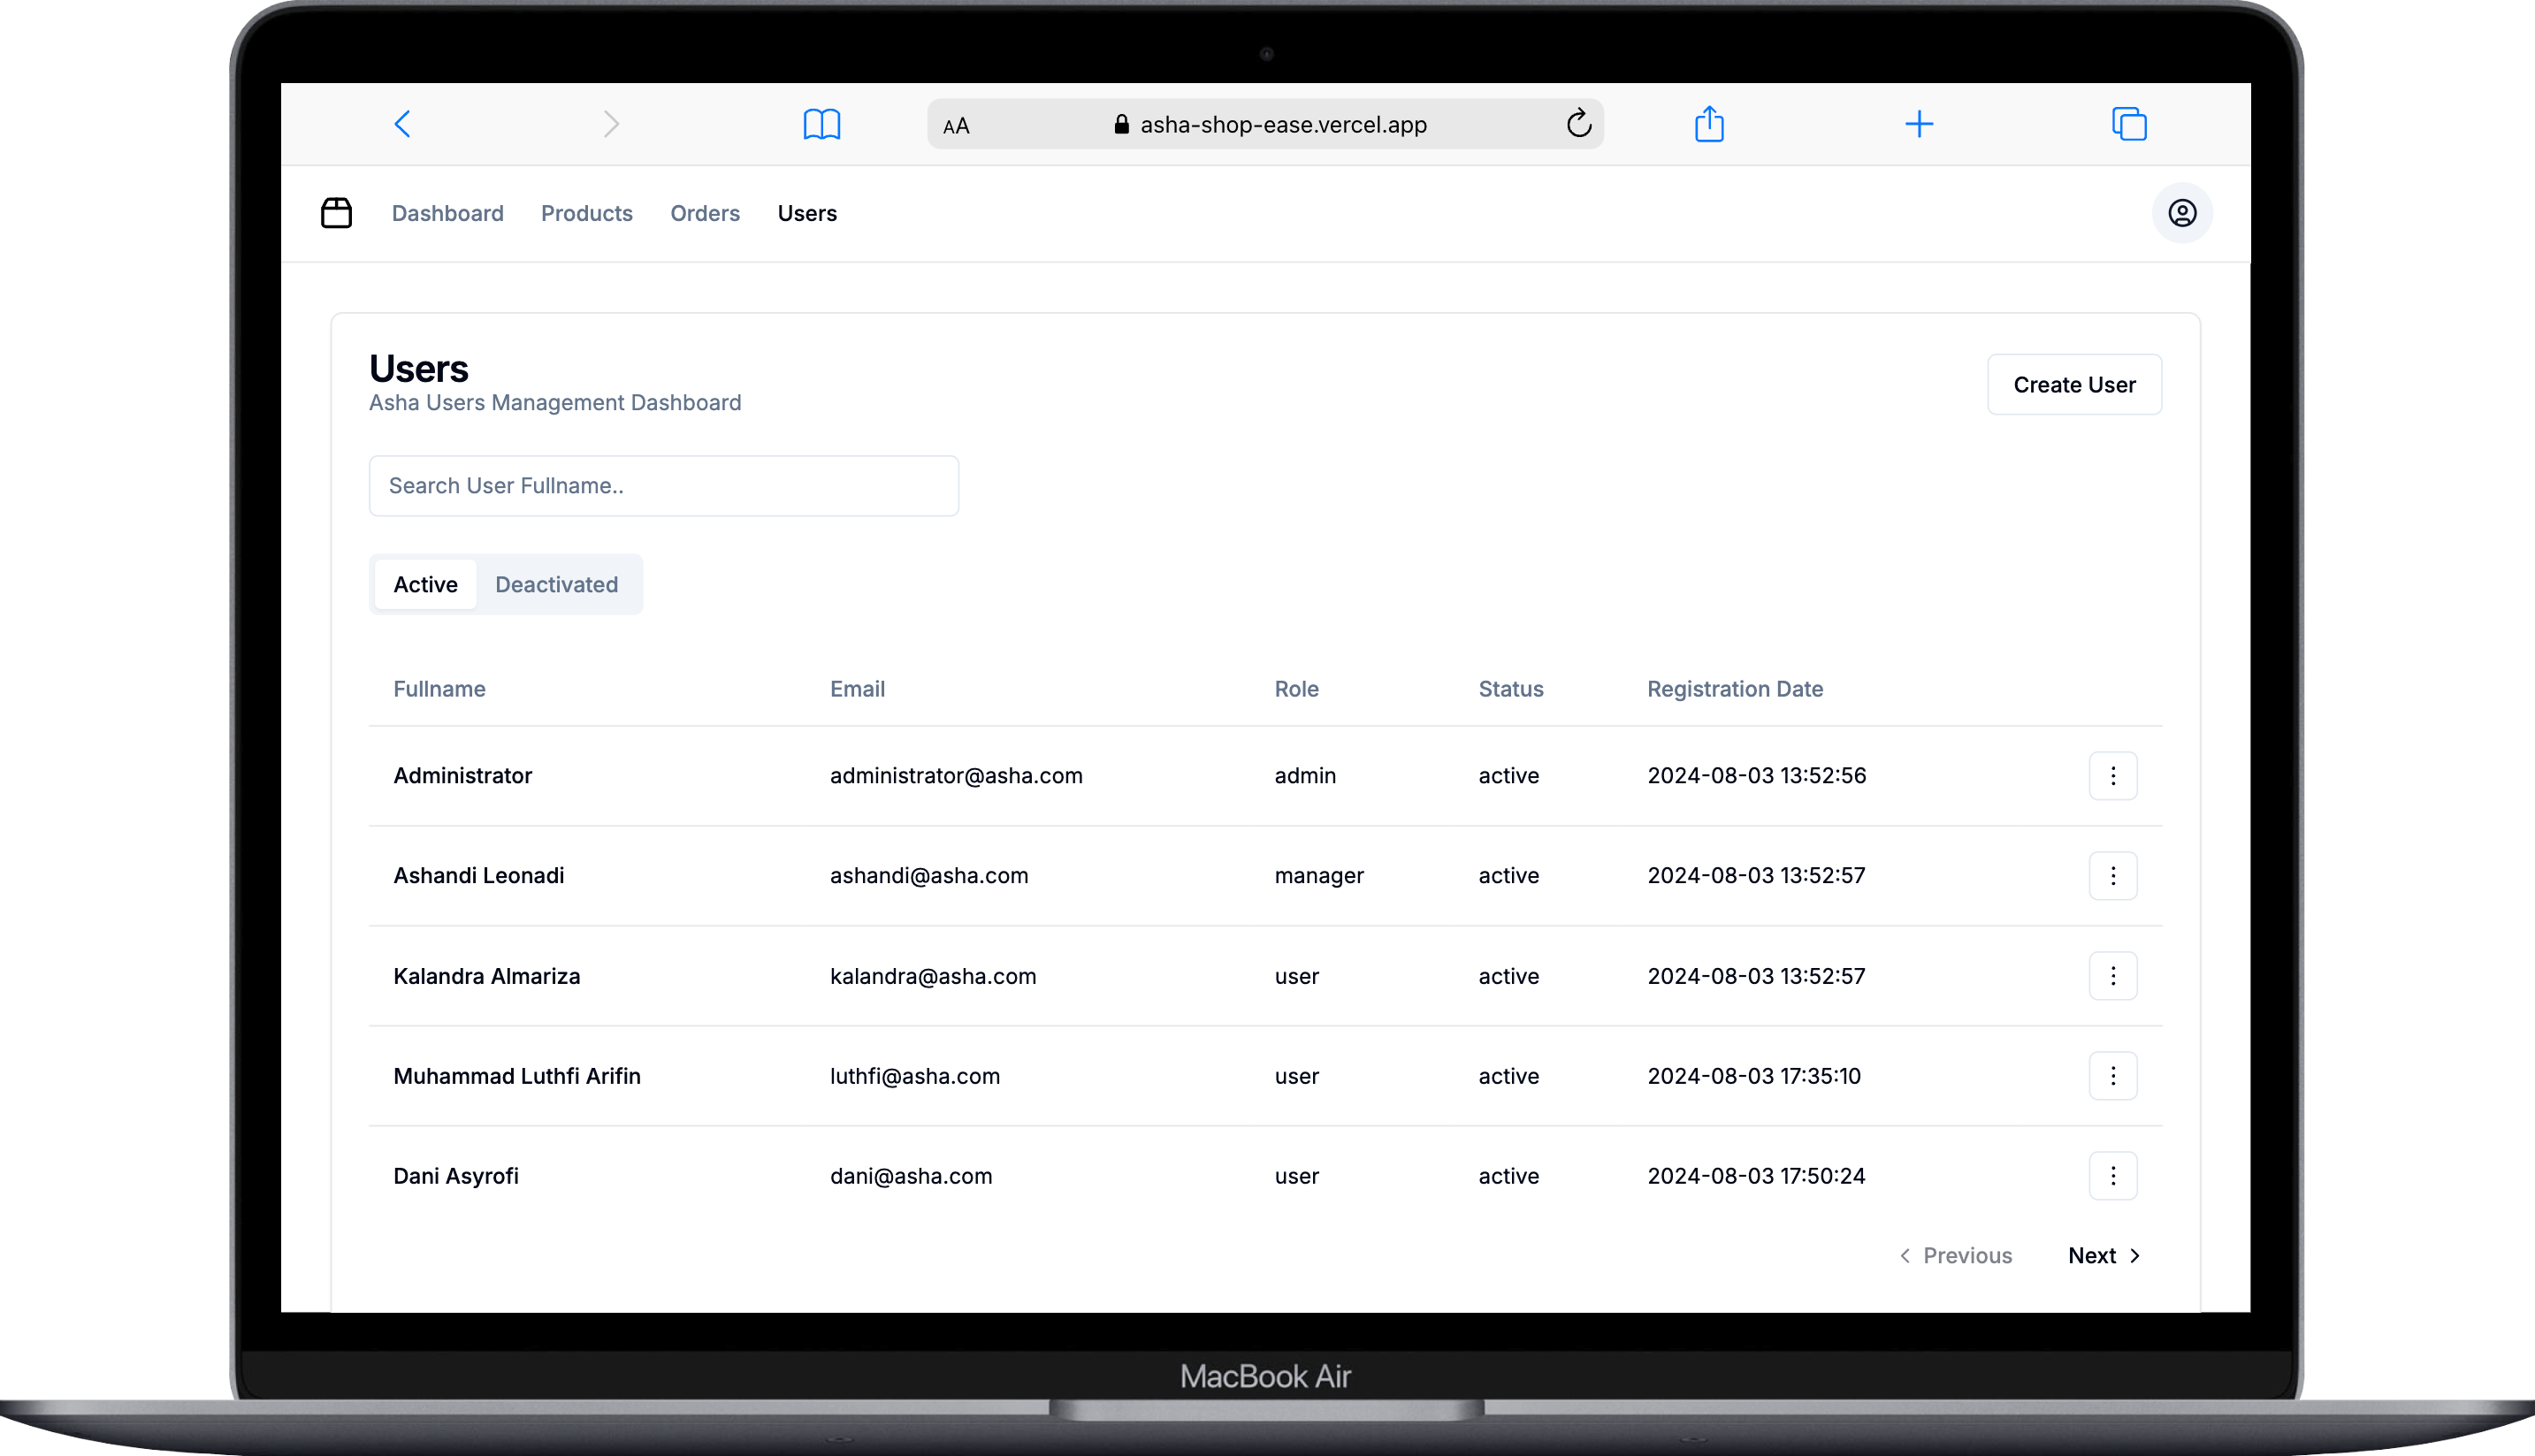 AA asha-shop-ease.vercel.app
Dashboard Products Orders Users
Users
Asha Users Management Dashboard
Create User
Search User Fullname..
Active Deactivated
Fullname Email Role Status Registration Date
Administrator administrator@asha.com admin active 2024-08-03 13:52:56
Ashandi Leonadi ashandi@asha.com manager active 2024-08-03 13:52:57
Kalandra Almariza kalandra@asha.com user active 2024-08-03 13:52:57
Muhammad Luthfi Arifin luthfi@asha.com user active 2024-08-03 17:35:10
Dani Asyrofi dani@asha.com user active 2024-08-03 17:50:24
Previous Next
MacBook Air